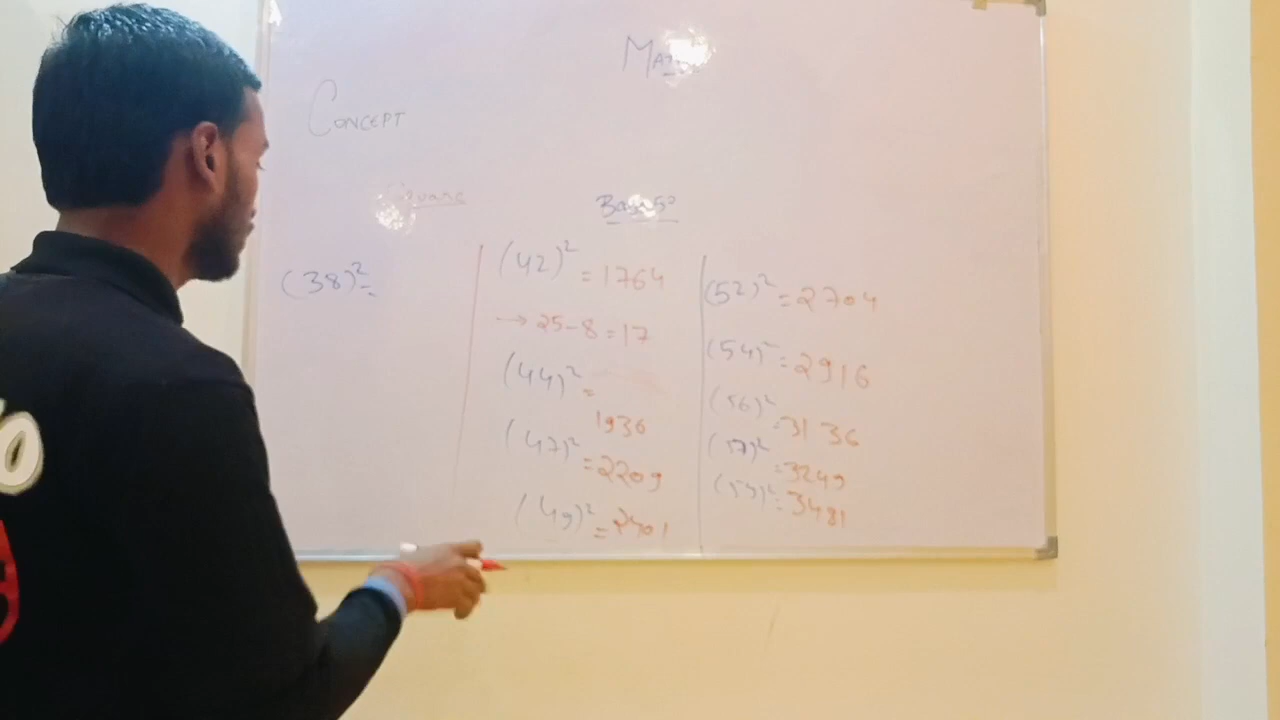 MATH
CONCEPT
Square
Base 50
(38)²=
(42)² = 1764
→ 25-8=17
(44)² =
1936
(47)² = 2209
(49)² = 2401
(52)² = 2704
(54)² = 2916
(56)² = 3136
(57)² = 3249
(59)² = 3481